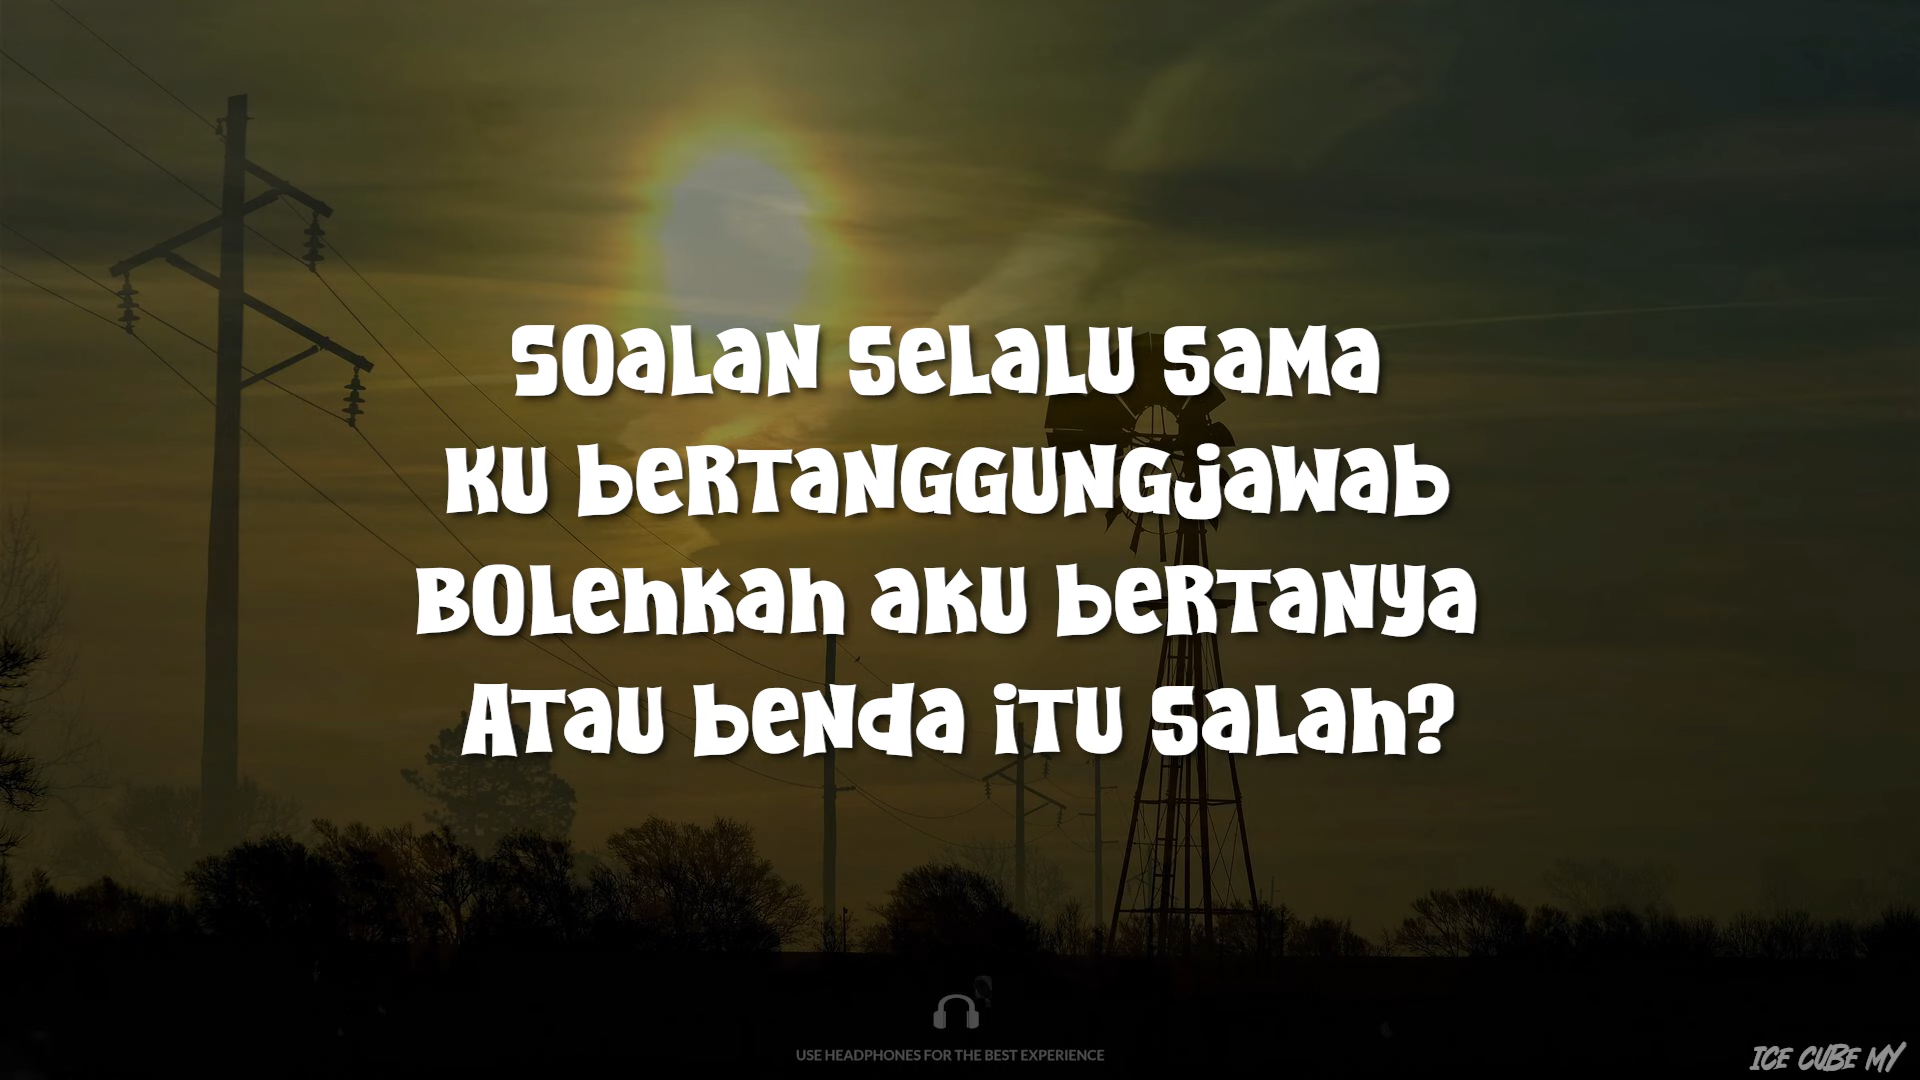 Soalan selalu sama
Ku bertanggungjawab
Bolehkah aku bertanya
Atau benda itu salah?
USE HEADPHONES FOR THE BEST EXPERIENCE
ICE CUBE MY